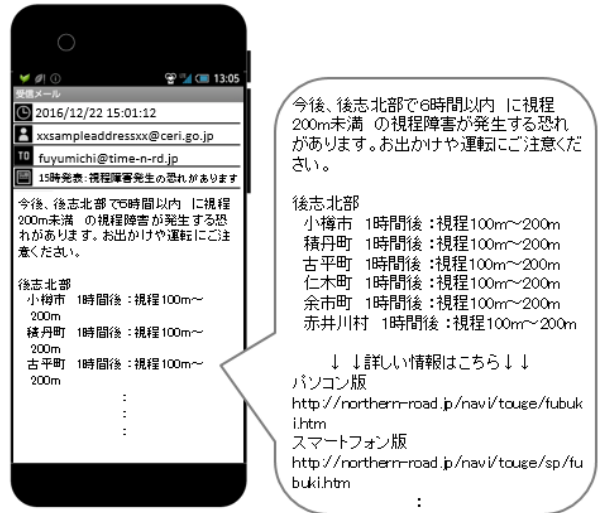 13:05
受信メール
2016/12/22 15:01:12
xxsampleaddressxx@ceri.go.jp
TO fuyumichi@time-n-rd.jp
15時発表:視程障害発生の恐れがあります
今後、後志北部で6時間以内 に視程
200m未満 の視程障害が発生する恐
れがあります。お出かけや運転にご注
意ください。
後志北部
小樽市 1時間後:視程100m～
200m
積丹町 1時間後:視程100m～
200m
古平町 1時間後:視程100m～
200m
:
:
:
今後、後志北部で6時間以内 に視程
200m未満 の視程障害が発生する恐れ
があります。お出かけや運転にご注意くだ
さい。
後志北部
小樽市 1時間後:視程100m～200m
積丹町 1時間後:視程100m～200m
古平町 1時間後:視程100m～200m
仁木町 1時間後:視程100m～200m
余市町 1時間後:視程100m～200m
赤井川村 1時間後:視程100m～200m
↓ ↓詳しい情報はこちら↓↓
パソコン版
http://northern-road.jp/navi/touge/fubuk
i.htm
スマートフォン版
http://northern-road.jp/navi/touge/sp/fu
buki.htm
: